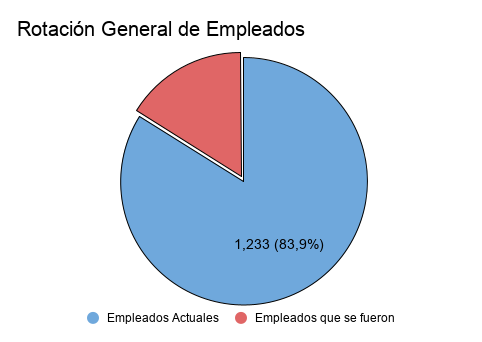 Rotación General de Empleados
1,233 (83,9%)
Empleados Actuales
Empleados que se fueron